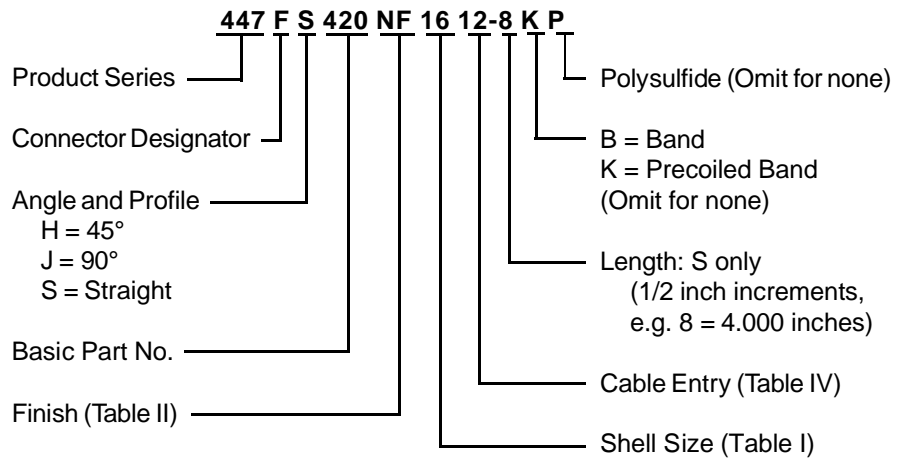 447 F S 420 NF 16 12-8 K P
Product Series
Connector Designator
Angle and Profile
H = 45°
J = 90°
S = Straight
Basic Part No.
Finish (Table II)
Polysulfide (Omit for none)
B = Band
K = Precoiled Band
(Omit for none)
Length: S only
(1/2 inch increments,
e.g. 8 = 4.000 inches)
Cable Entry (Table IV)
Shell Size (Table I)